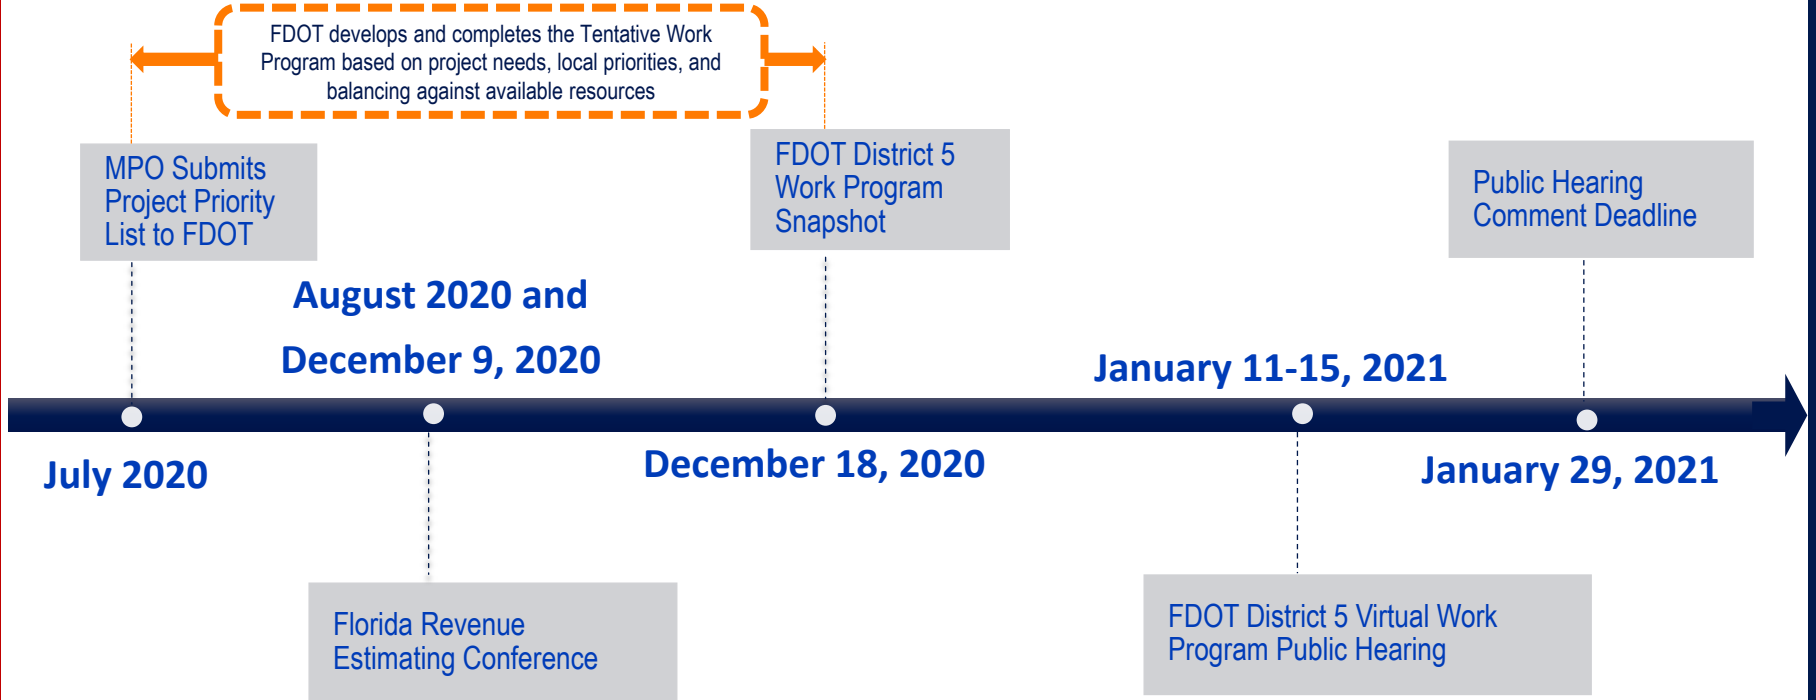 FDOT develops and completes the Tentative Work
Program based on project needs, local priorities, and
balancing against available resources
MPO Submits
Project Priority
List to FDOT
FDOT District 5
Work Program
Snapshot
Public Hearing
Comment Deadline
August 2020 and
December 9, 2020
January 11-15, 2021
July 2020
December 18, 2020
January 29, 2021
Florida Revenue
Estimating Conference
FDOT District 5 Virtual Work
Program Public Hearing